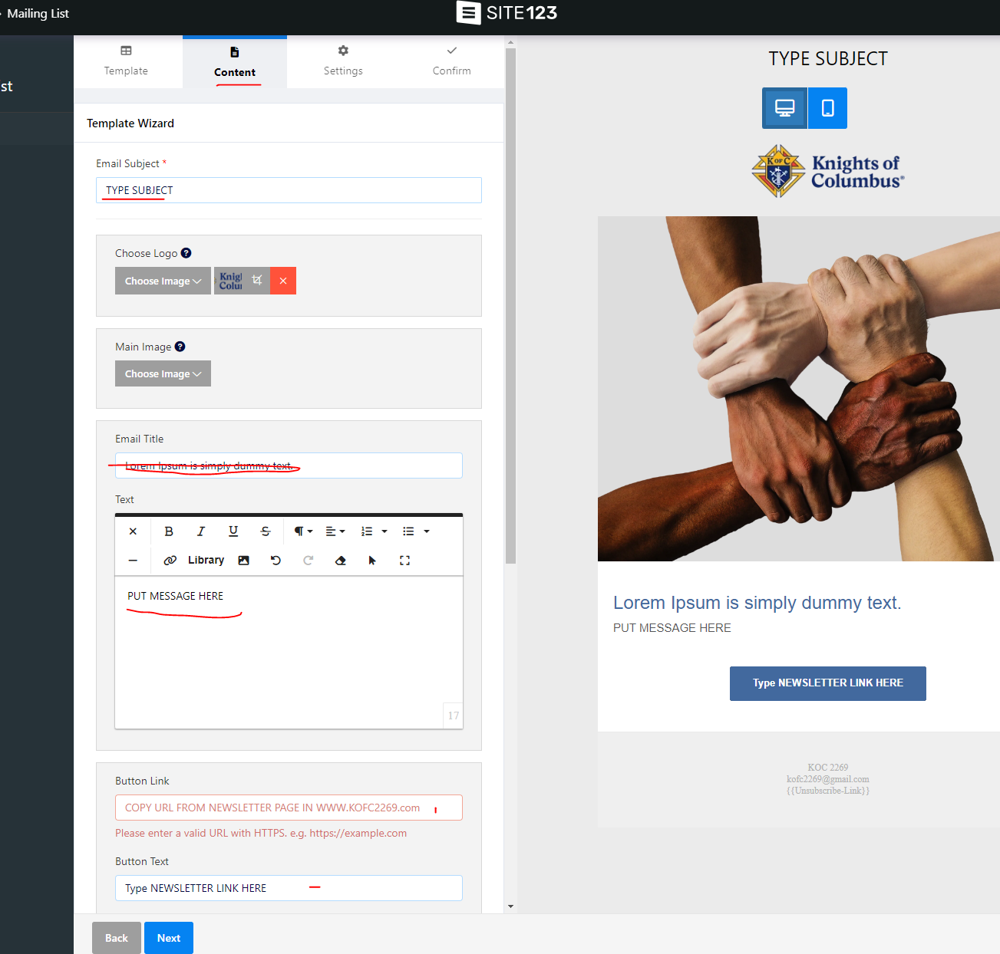 Mailing List
SITE123
st
Template
Content
Settings
Confirm
Template Wizard
Email Subject *
TYPE SUBJECT
Choose Logo ?
Choose Image
Knig
Colu
Main Image ?
Choose Image
Email Title
Lorem Ipsum is simply dummy text.
Text
B I U S
Library
PUT MESSAGE HERE
17
Button Link
COPY URL FROM NEWSLETTER PAGE IN WWW.KOFC2269.com
Please enter a valid URL with HTTPS. e.g. https://example.com
Button Text
Type NEWSLETTER LINK HERE
Back
Next
TYPE SUBJECT
K OF C
Knights of
Columbus®
Lorem Ipsum is simply dummy text.
PUT MESSAGE HERE
Type NEWSLETTER LINK HERE
KOC 2269
kofc2269@gmail.com
{{Unsubscribe-Link}}